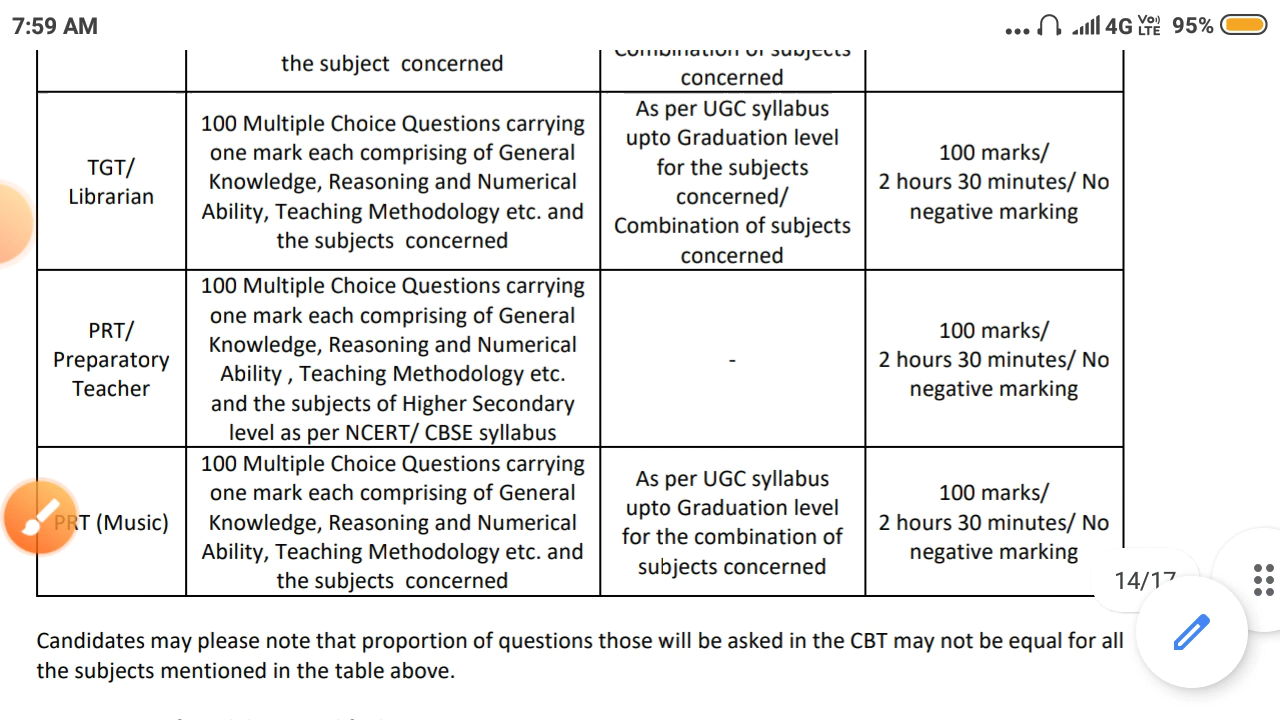 7:59 AM
... 4G Vo) LTE 95%
the subject concerned
Combination of subjects
concerned
TGT/
Librarian
100 Multiple Choice Questions carrying
one mark each comprising of General
Knowledge, Reasoning and Numerical
Ability, Teaching Methodology etc. and
the subjects concerned
As per UGC syllabus
upto Graduation level
for the subjects
concerned/
Combination of subjects
concerned
100 marks/
2 hours 30 minutes/ No
negative marking
PRT/
Preparatory
Teacher
100 Multiple Choice Questions carrying
one mark each comprising of General
Knowledge, Reasoning and Numerical
Ability , Teaching Methodology etc.
and the subjects of Higher Secondary
level as per NCERT/ CBSE syllabus
-
100 marks/
2 hours 30 minutes/ No
negative marking
PRT (Music)
100 Multiple Choice Questions carrying
one mark each comprising of General
Knowledge, Reasoning and Numerical
Ability, Teaching Methodology etc. and
the subjects concerned
As per UGC syllabus
upto Graduation level
for the combination of
subjects concerned
100 marks/
2 hours 30 minutes/ No
negative marking
14/17
Candidates may please note that proportion of questions those will be asked in the CBT may not be equal for all
the subjects mentioned in the table above.